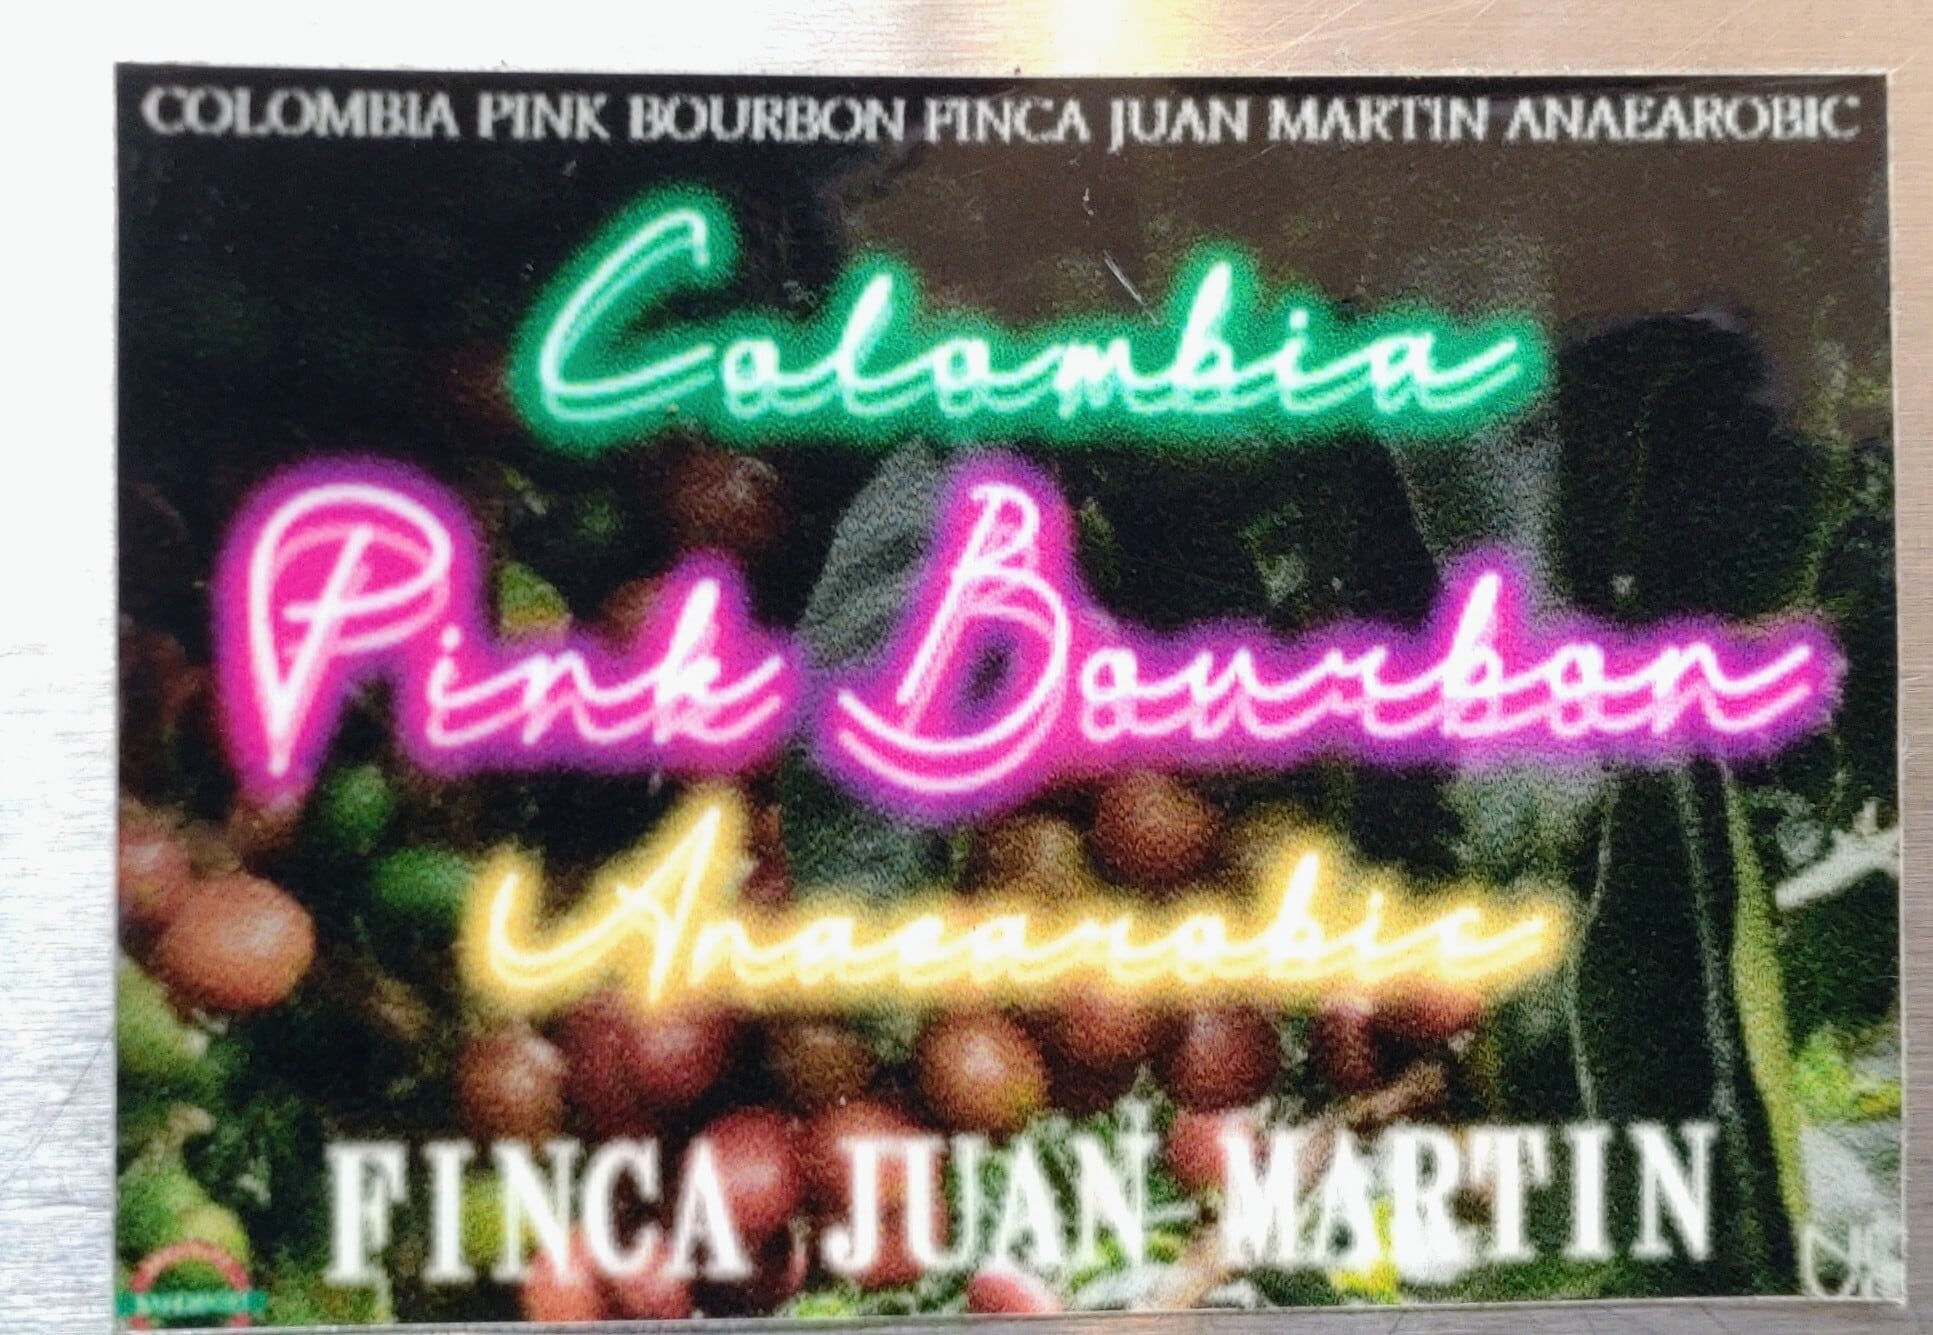 COLOMBIA PINK BOURBON FINCA JUAN MARTIN ANAEAROBIC
Colombia
Pink Bourbon
Anaearobic
FINCA JUAN MARTIN